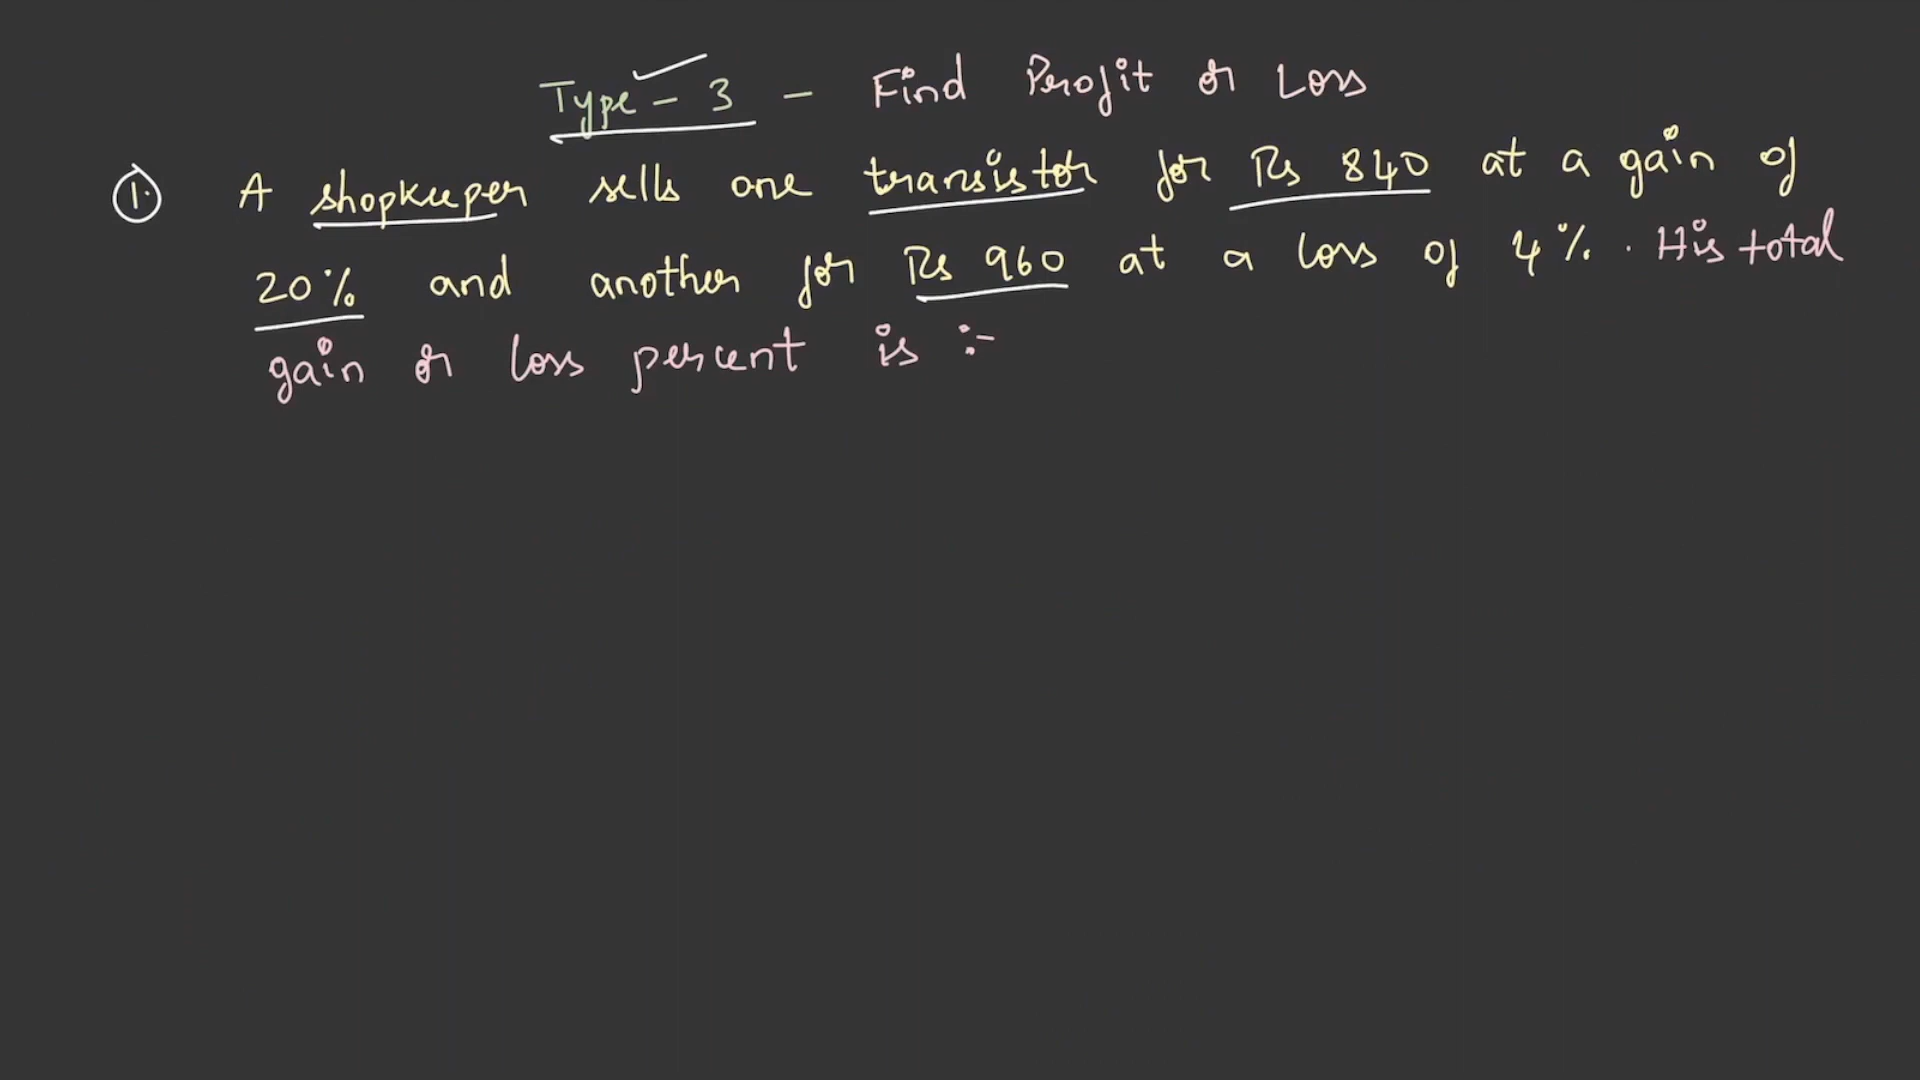 Type - 3 - Find Profit or Loss
1. A shopkeeper sells one transistor for Rs 840 at a gain of
20% and another for Rs 960 at a loss of 4%. His total
gain or loss percent is :-